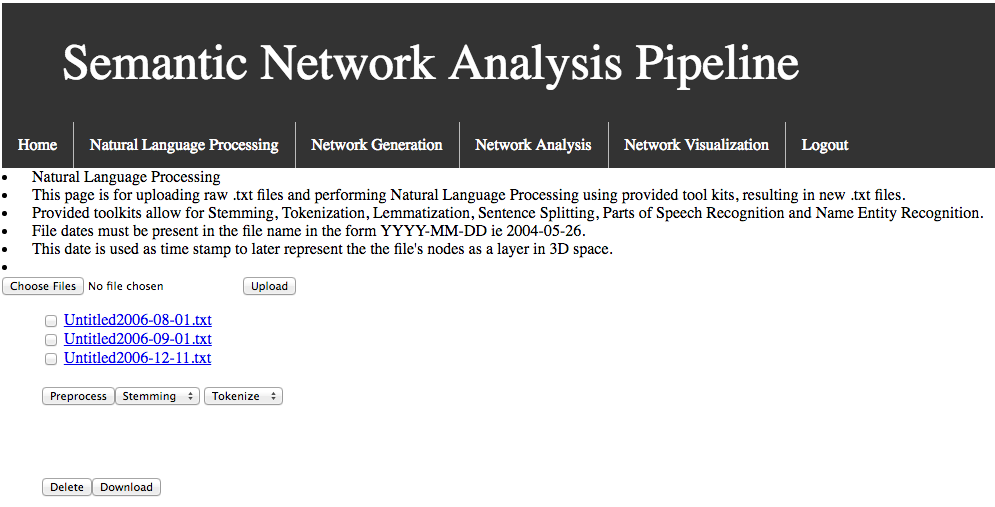 Semantic Network Analysis Pipeline
Home Natural Language Processing Network Generation Network Analysis Network Visualization Logout
Natural Language Processing
This page is for uploading raw .txt files and performing Natural Language Processing using provided tool kits, resulting in new .txt files.
Provided toolkits allow for Stemming, Tokenization, Lemmatization, Sentence Splitting, Parts of Speech Recognition and Name Entity Recognition.
File dates must be present in the file name in the form YYYY-MM-DD ie 2004-05-26.
This date is used as time stamp to later represent the the file's nodes as a layer in 3D space.
Choose Files No file chosen Upload
Untitled2006-08-01.txt
Untitled2006-09-01.txt
Untitled2006-12-11.txt
Preprocess Stemming Tokenize
Delete Download